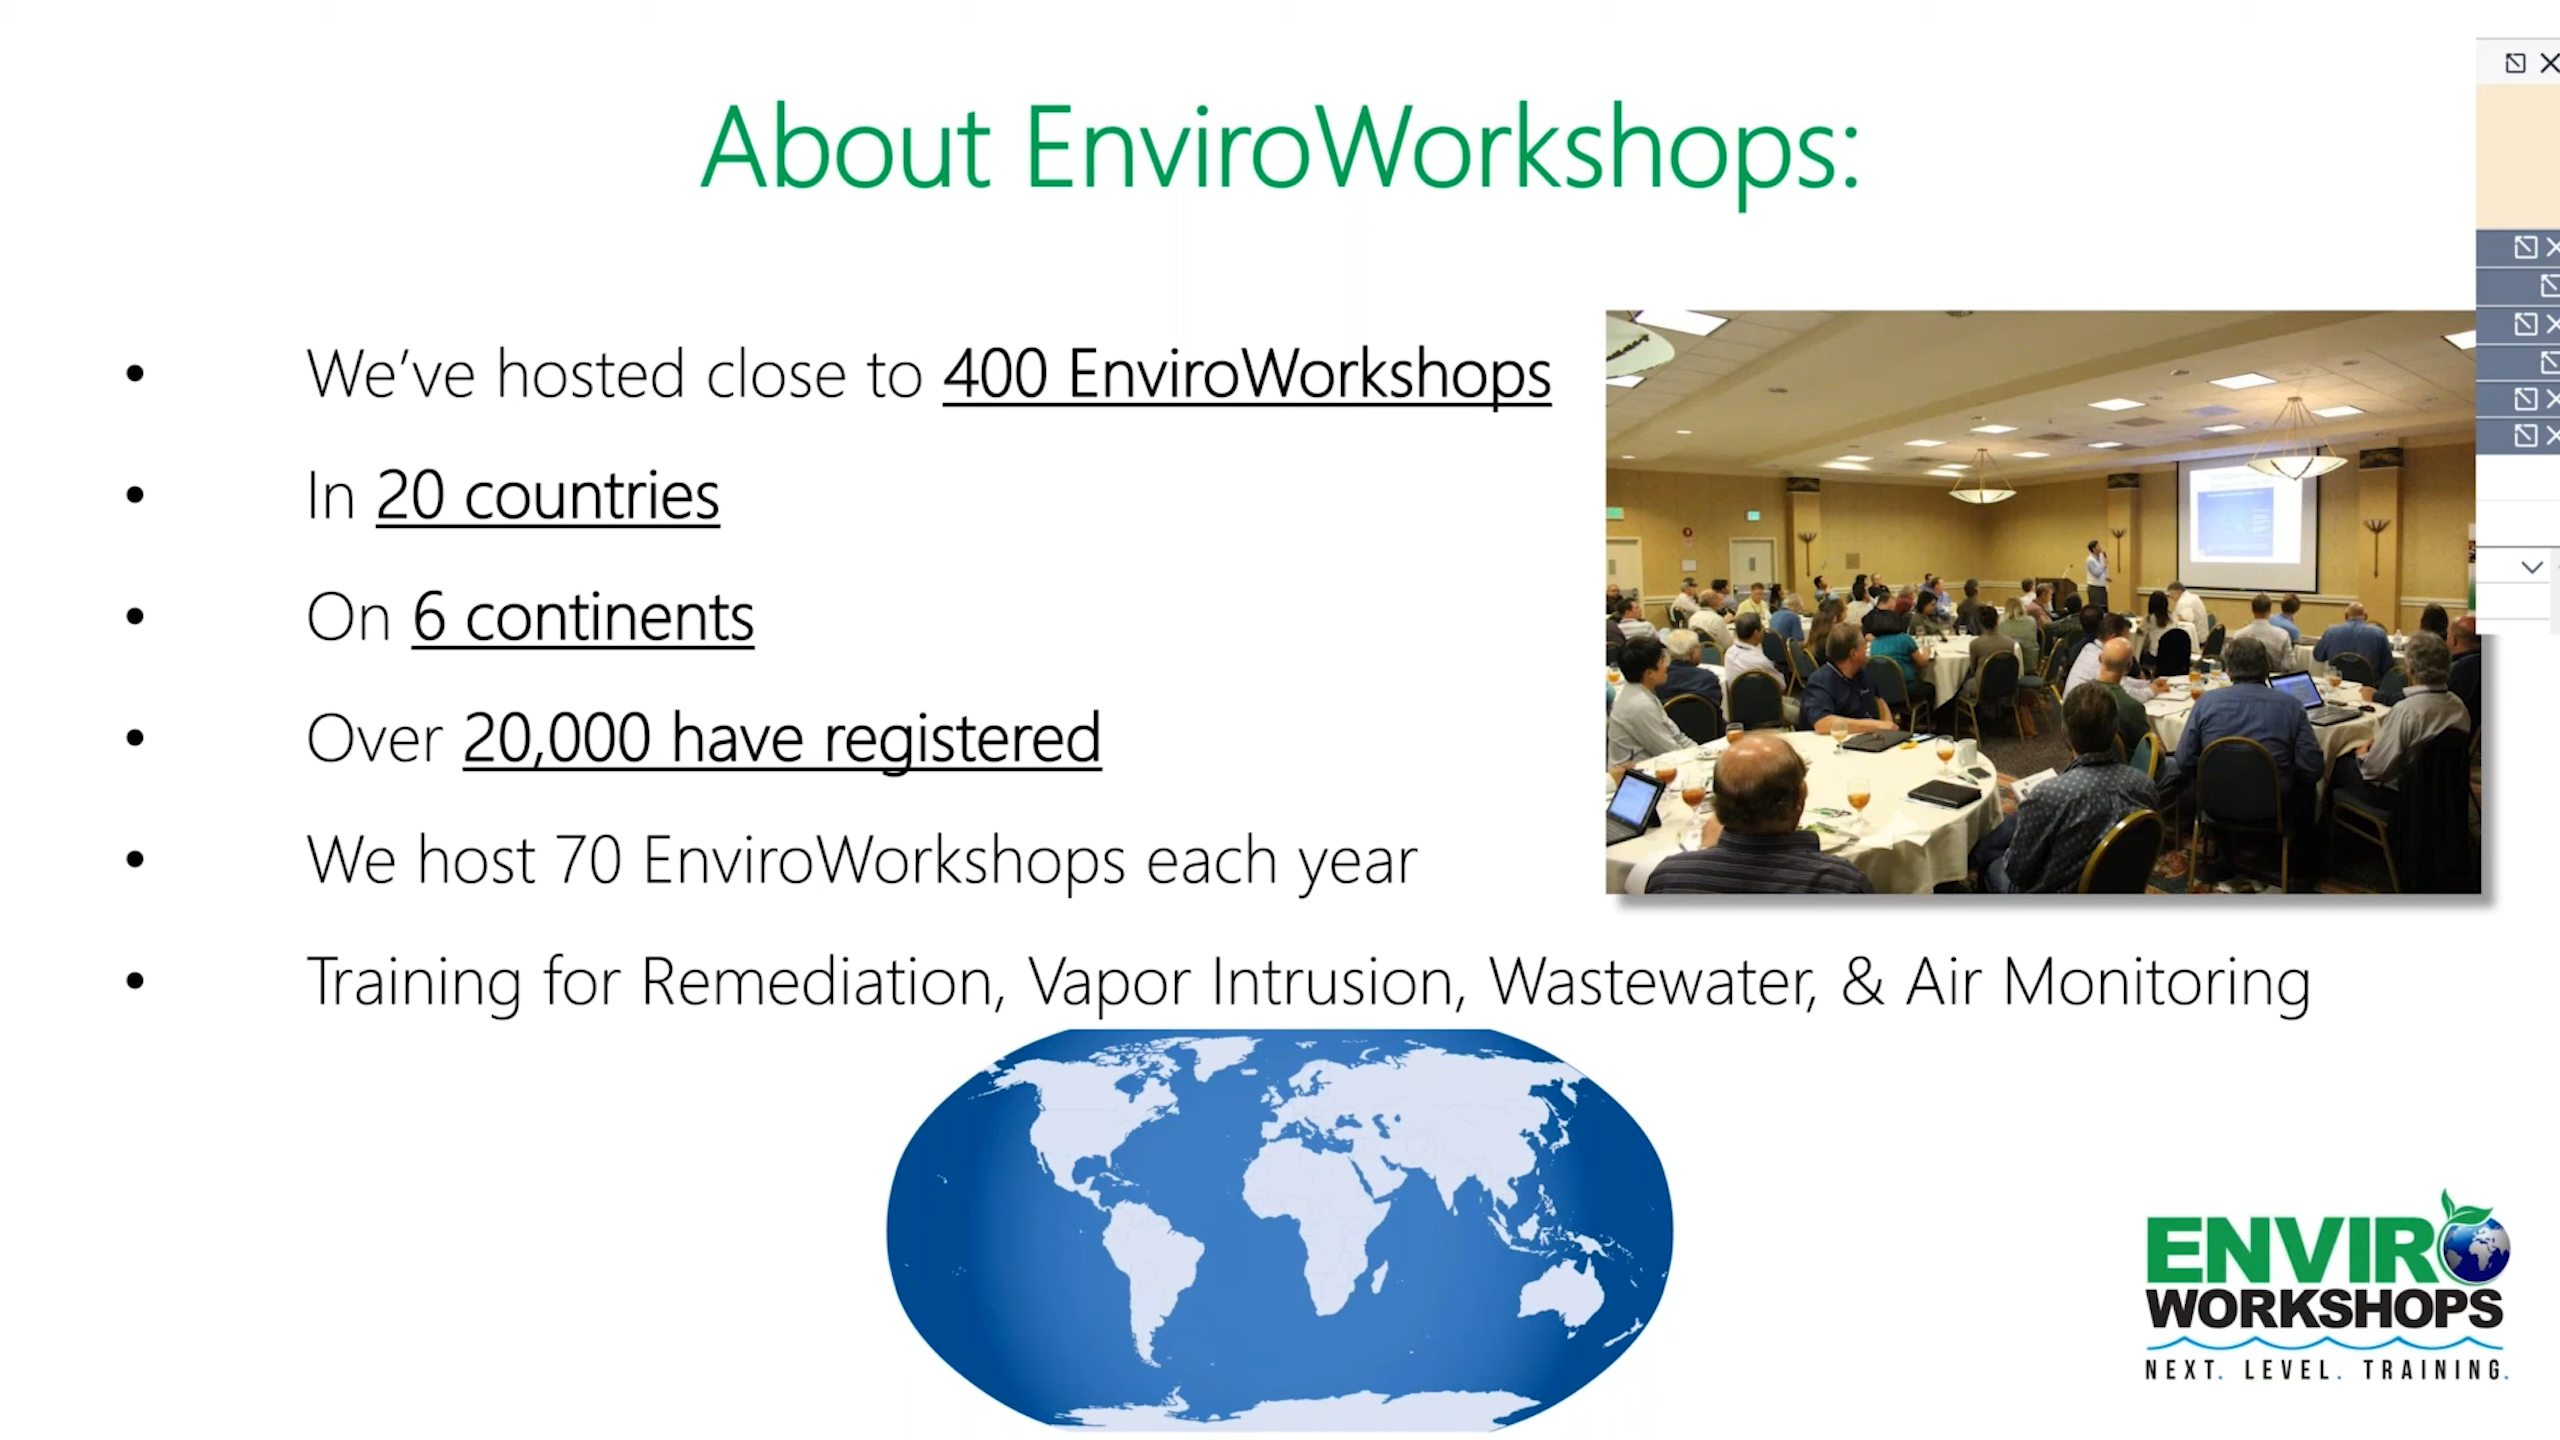 About EnviroWorkshops:
• We’ve hosted close to 400 EnviroWorkshops
• In 20 countries
• On 6 continents
• Over 20,000 have registered
• We host 70 EnviroWorkshops each year
• Training for Remediation, Vapor Intrusion, Wastewater, & Air Monitoring
ENVIRO
WORKSHOPS
NEXT. LEVEL. TRAINING.